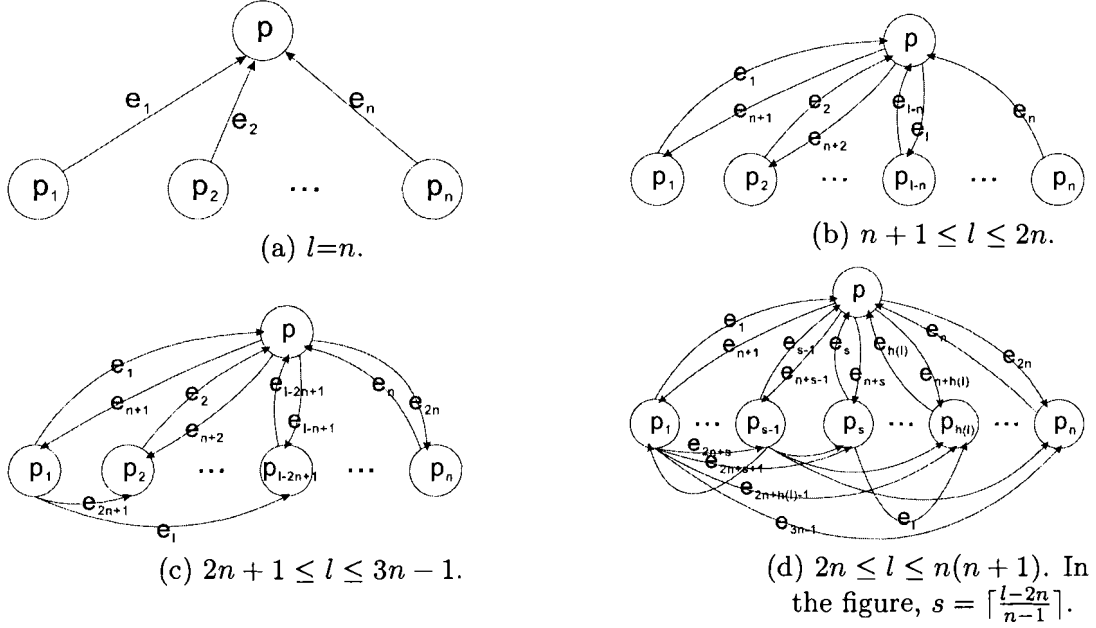 p
e₁
e₂
eₙ
p₁
p₂
...
pₙ
(a) l=n.
p
e₁
eₙ₊₁
e₂
eₙ₊₂
eₗ₋ₙ
eₗ
eₙ
p₁
p₂
...
pₗ₋ₙ
...
pₙ
(b) n + 1 ≤ l ≤ 2n.
p
e₁
eₙ₊₁
e₂
eₙ₊₂
eₗ₋₂ₙ₊₁
eₗ₋ₙ₊₁
eₙ
e₂ₙ
p₁
p₂
...
pₗ₋₂ₙ₊₁
...
pₙ
e₂ₙ₊₁
eₗ
(c) 2n + 1 ≤ l ≤ 3n − 1.
p
e₁
eₙ₊₁
eₛ₋₁
eₙ₊ₛ₋₁
eₛ
eₙ₊ₛ
eₕ₍ₗ₎
eₙ₊ₕ₍ₗ₎
eₙ
e₂ₙ
p₁
...
pₛ₋₁
pₛ
...
pₕ₍ₗ₎
...
pₙ
e₂ₙ₊ₛ
e₂ₙ₊ₛ₊₁
e₂ₙ₊ₕ₍ₗ₎₋₁
eₗ
e₃ₙ₋₁
(d) 2n ≤ l ≤ n(n + 1). In
the figure, s = ⌈(l−2n)/(n−1)⌉.